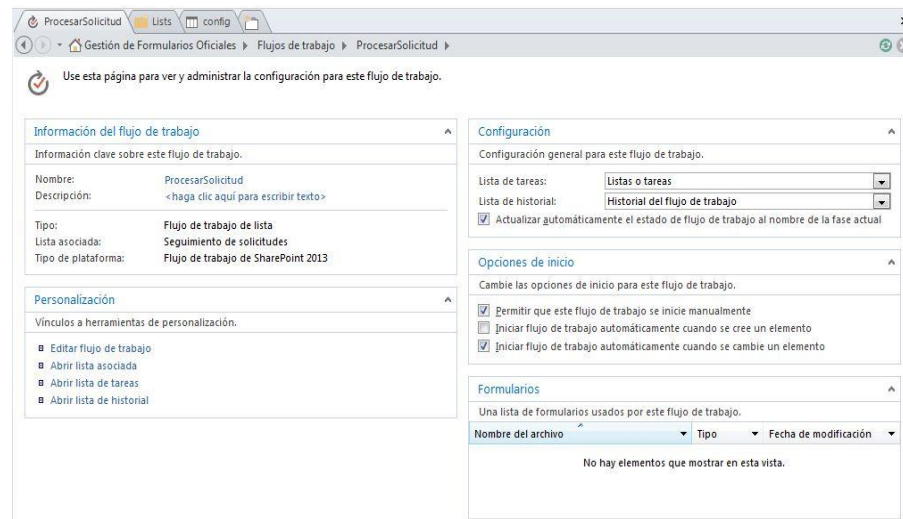 ProcesarSolicitud Lists config
Gestión de Formularios Oficiales Flujos de trabajo ProcesarSolicitud
Use esta página para ver y administrar la configuración para este flujo de trabajo.
Información del flujo de trabajo
Información clave sobre este flujo de trabajo.
Nombre: ProcesarSolicitud
Descripción: <haga clic aquí para escribir texto>
Tipo: Flujo de trabajo de lista
Lista asociada: Seguimiento de solicitudes
Tipo de plataforma: Flujo de trabajo de SharePoint 2013
Personalización
Vínculos a herramientas de personalización.
Editar flujo de trabajo
Abrir lista asociada
Abrir lista de tareas
Abrir lista de historial
Configuración
Configuración general para este flujo de trabajo.
Lista de tareas: Listas o tareas
Lista de historial: Historial del flujo de trabajo
Actualizar automáticamente el estado de flujo de trabajo al nombre de la fase actual
Opciones de inicio
Cambie las opciones de inicio para este flujo de trabajo.
Permitir que este flujo de trabajo se inicie manualmente
Iniciar flujo de trabajo automáticamente cuando se cree un elemento
Iniciar flujo de trabajo automáticamente cuando se cambie un elemento
Formularios
Una lista de formularios usados por este flujo de trabajo.
Nombre del archivo Tipo Fecha de modificación
No hay elementos que mostrar en esta vista.